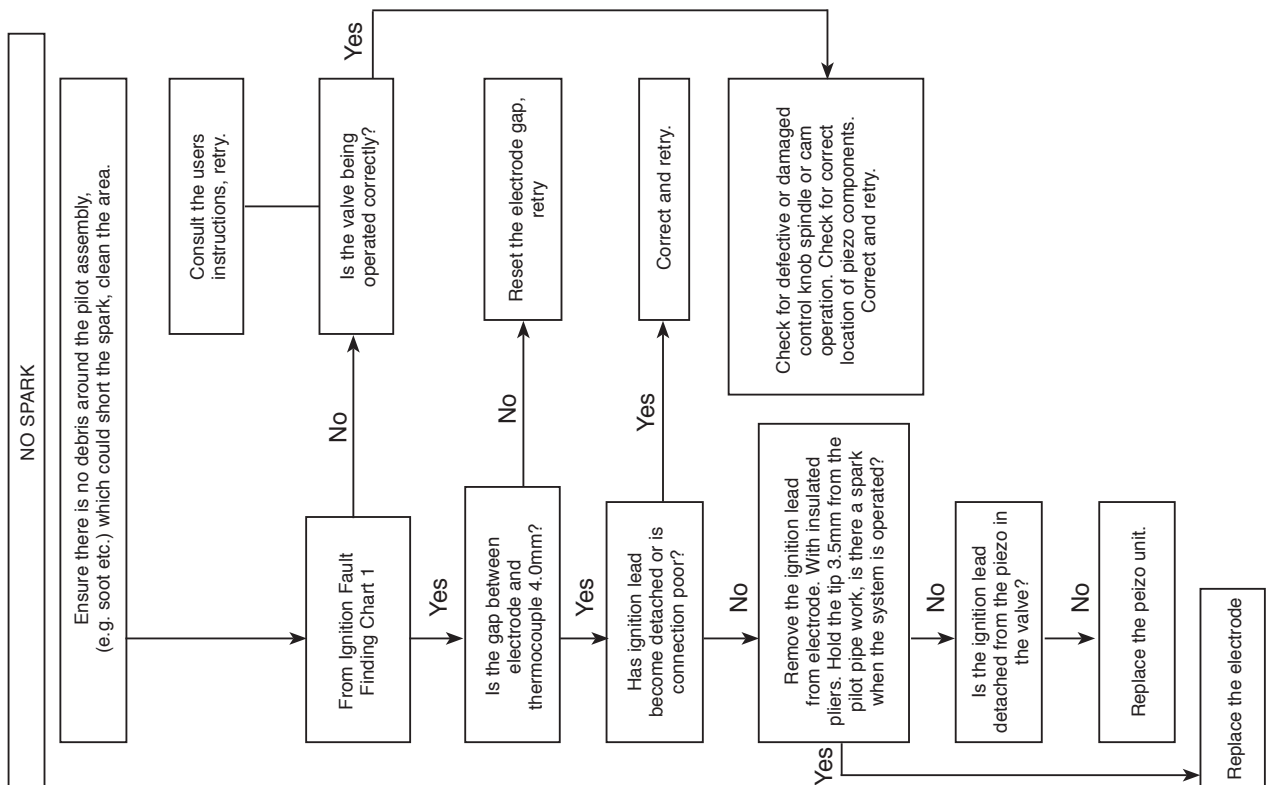 NO SPARK
Ensure there is no debris around the pilot assembly,
(e.g. soot etc.) which could short the spark, clean the area.
Consult the users
instructions, retry.
From Ignition Fault
Finding Chart 1
No
Is the valve being
operated correctly?
Yes
Yes
Is the gap between
electrode and
thermocouple 4.0mm?
No
Reset the electrode gap,
retry
Yes
Has ignition lead
become detached or is
connection poor?
Yes
Correct and retry.
No
Remove the ignition lead
from electrode. With insulated
pliers. Hold the tip 3.5mm from the
pilot pipe work, is there a spark
when the system is operated?
Check for defective or damaged
control knob spindle or cam
operation. Check for correct
location of piezo components.
Correct and retry.
Yes
No
Is the ignition lead
detached from the piezo in
the valve?
No
Replace the peizo unit.
Replace the electrode